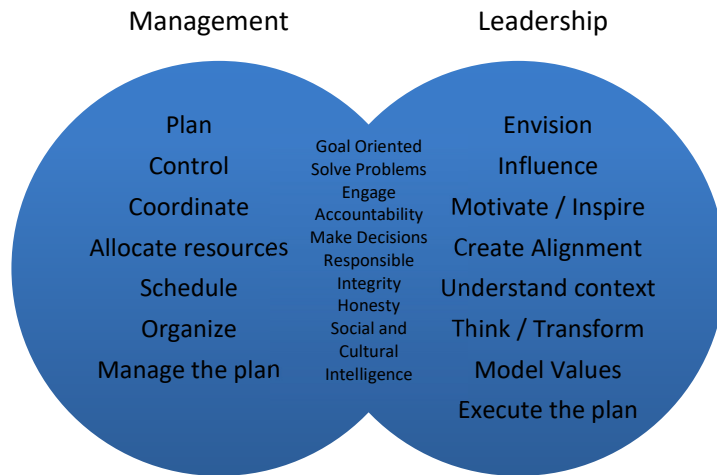 Management
Leadership
Plan
Control
Coordinate
Allocate resources
Schedule
Organize
Manage the plan
Goal Oriented
Solve Problems
Engage
Accountability
Make Decisions
Responsible
Integrity
Honesty
Social and
Cultural
Intelligence
Envision
Influence
Motivate / Inspire
Create Alignment
Understand context
Think / Transform
Model Values
Execute the plan